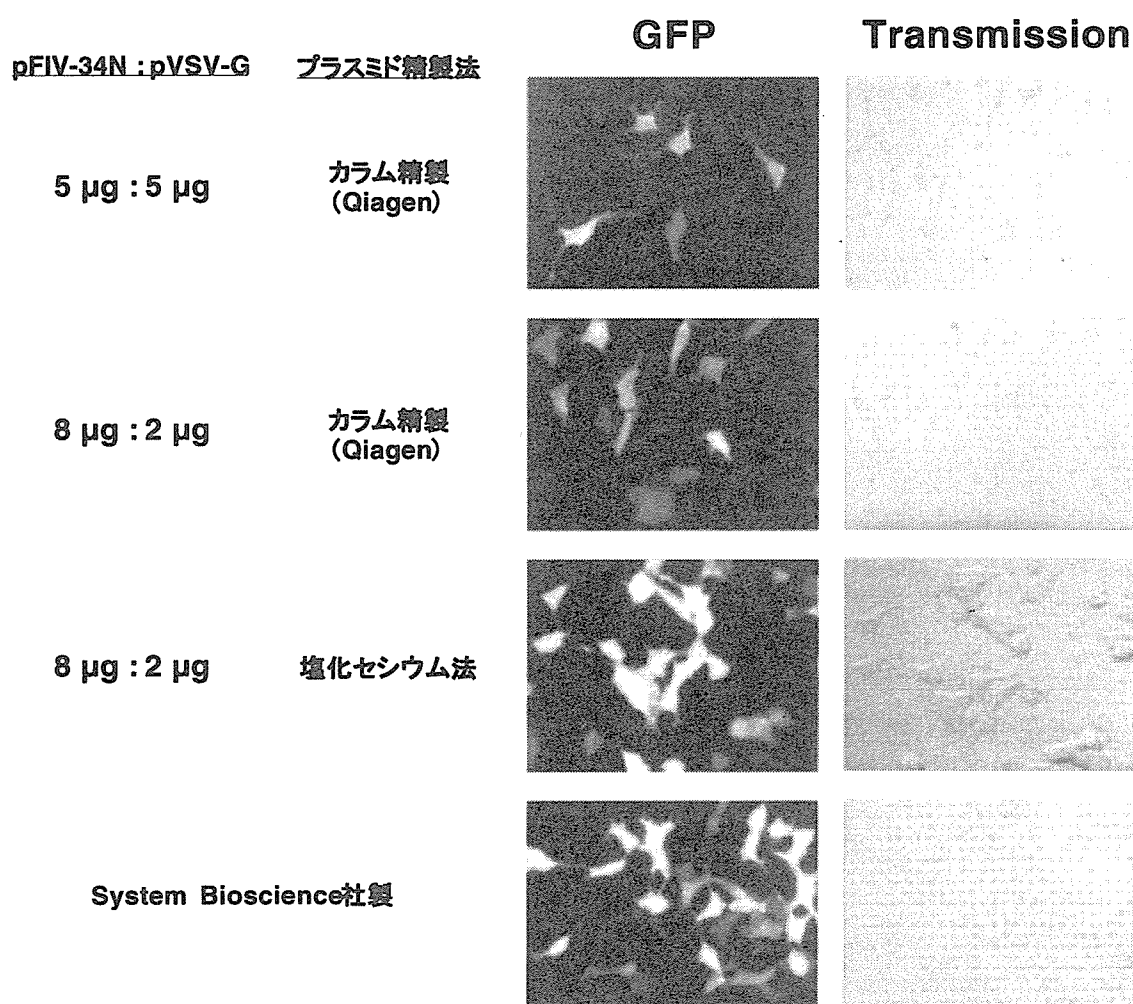 GFP Transmission
pFIV-34N : pVSV-G プラスミド精製法
5 µg : 5 µg カラム精製
(Qiagen)
8 µg : 2 µg カラム精製
(Qiagen)
8 µg : 2 µg 塩化セシウム法
System Bioscience社製